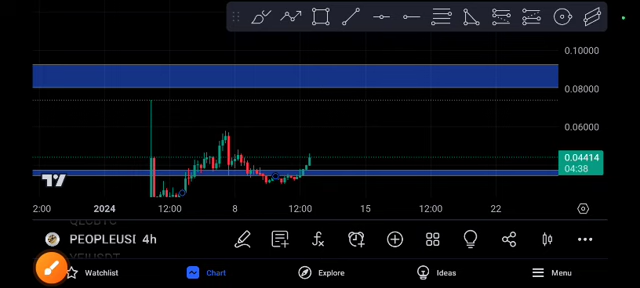 0.10000
0.08000
0.06000
0.04414
04:38
2:00 2024 12:00 8 12:00 15 12:00 22
PEOPLEUS 4h
Watchlist Chart Explore Ideas Menu